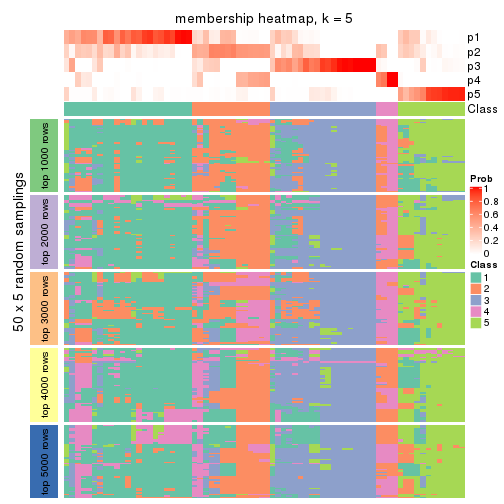 membership heatmap, k = 5
p1
p2
p3
p4
p5
Class
50 x 5 random samplings
top 1000 rows
top 2000 rows
top 3000 rows
top 4000 rows
top 5000 rows
Prob
1
0.8
0.6
0.4
0.2
0
Class
1
2
3
4
5